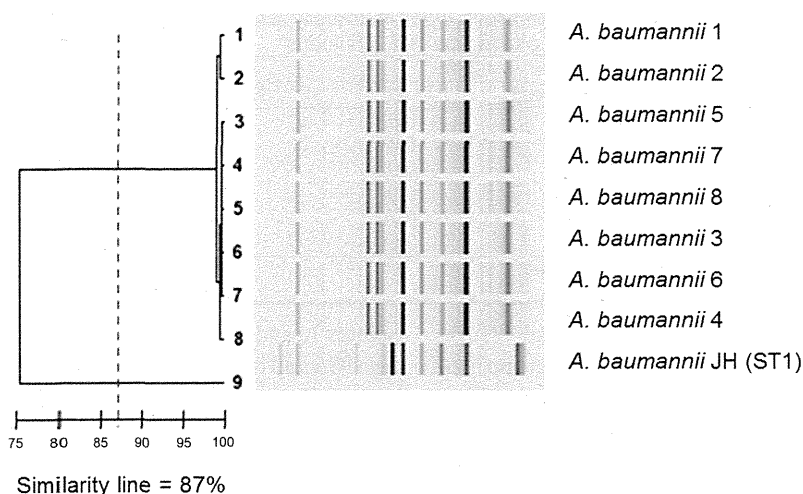 1 A. baumannii 1
2 A. baumannii 2
3 A. baumannii 5
4 A. baumannii 7
5 A. baumannii 8
6 A. baumannii 3
7 A. baumannii 6
8 A. baumannii 4
9 A. baumannii JH (ST1)
75 80 85 90 95 100
Similarity line = 87%